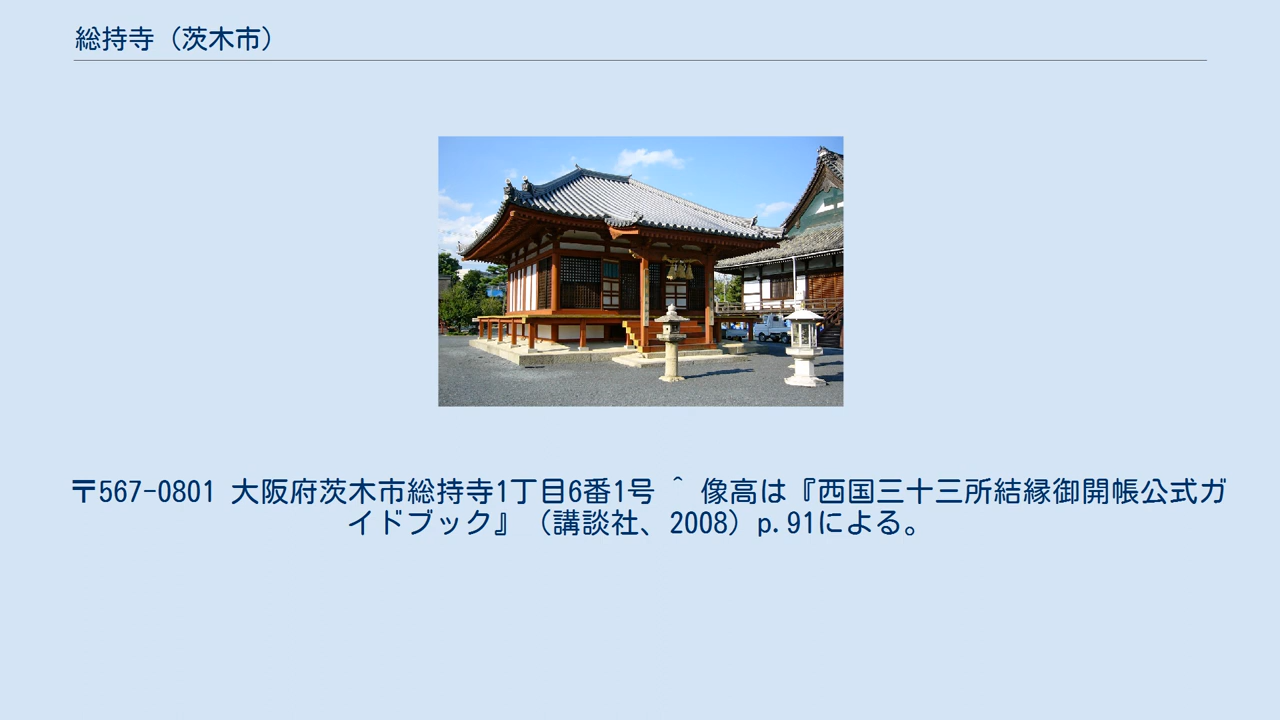 総持寺（茨木市）
〒567-0801 大阪府茨木市総持寺1丁目6番1号 ^ 像高は『西国三十三所結縁御開帳公式ガ
イドブック』（講談社、2008）p.91による。